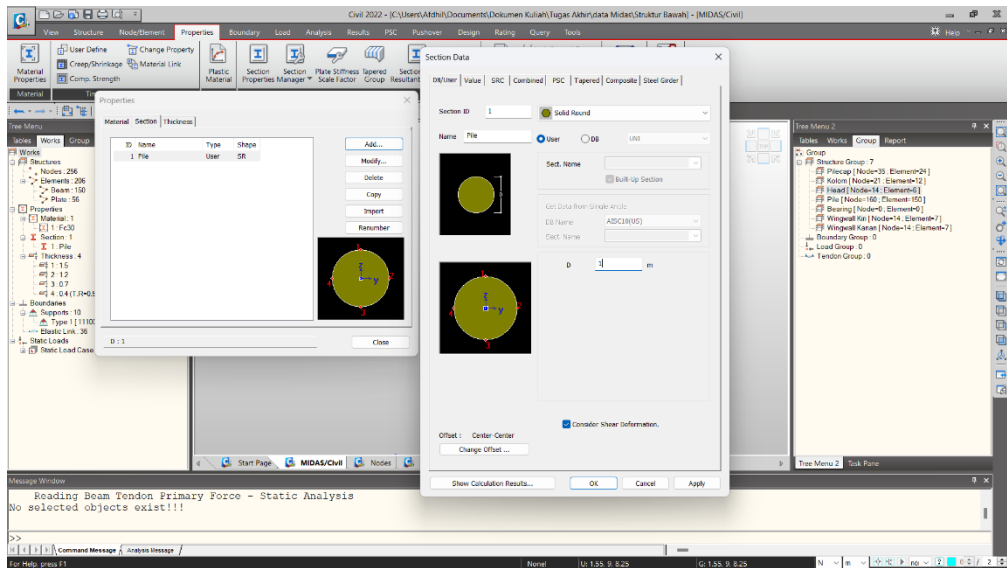 Civil 2022 - [C:\Users\Afdhil\Documents\Dokumen Kuliah\Tugas Akhir\data Midas\Struktur Bawah] - [MIDAS/Civil]
View Structure Node/Element Properties Boundary Load Analysis Results PSC Pushover Design Rating Query Tools Help
User Define Change Property
Creep/Shrinkage Material Link
Comp. Strength
Material Properties
Plastic Material
Section Properties
Section Manager
Plate Stiffness Scale Factor
Tapered Group
Section Resultant
Material
Tree Menu
Tables Works Group
Works
Structures
Nodes : 256
Elements : 206
Beam : 150
Plate : 56
Properties
Material : 1
1 : Fc30
Section : 1
1 : Pile
Thickness : 4
1 : 1.5
2 : 1.2
3 : 0.7
Boundaries
Supports : 10
Elastic Link : 36
Static Loads
Properties
Material Section Thickness
ID Name Type Shape
1 Pile User SR
Add...
Modify...
Delete
Copy
Import
Renumber
1
z
y
2
3
4
D : 1
Close
Section Data
DB/User Value SRC Combined PSC Tapered Composite Steel Girder
Section ID 1 Solid Round
Name Pile User DB UNI
Sect. Name
Built-Up Section
Get Data from Single Angle
DB Name AISC10(US)
Sect. Name
D 1 m
1
z
y
2
3
4
Consider Shear Deformation.
Offset : Center-Center
Change Offset ...
Show Calculation Results... OK Cancel Apply
Tree Menu 2
Tables Works Group Report
Group
Structure Group : 7
Pilecap [ Node=35 ; Element=24 ]
Kolom [ Node=21 ; Element=12 ]
Head [ Node=14 ; Element=6 ]
Pile [ Node=160 ; Element=150 ]
Bearing [ Node=0 ; Element=0 ]
Wingwall Kiri [ Node=14 ; Element=7 ]
Wingwall Kanan [ Node=14 ; Element=7 ]
Boundary Group : 0
Load Group : 0
Tendon Group : 0
Start Page MIDAS/Civil Nodes
Tree Menu 2 Task Pane
Message Window
Reading Beam Tendon Primary Force - Static Analysis
No selected objects exist!!!
>>
Command Message Analysis Message
For Help, press F1 None! U: 1.55, 9, 8.25 G: 1.55, 9, 8.25 N m no 2